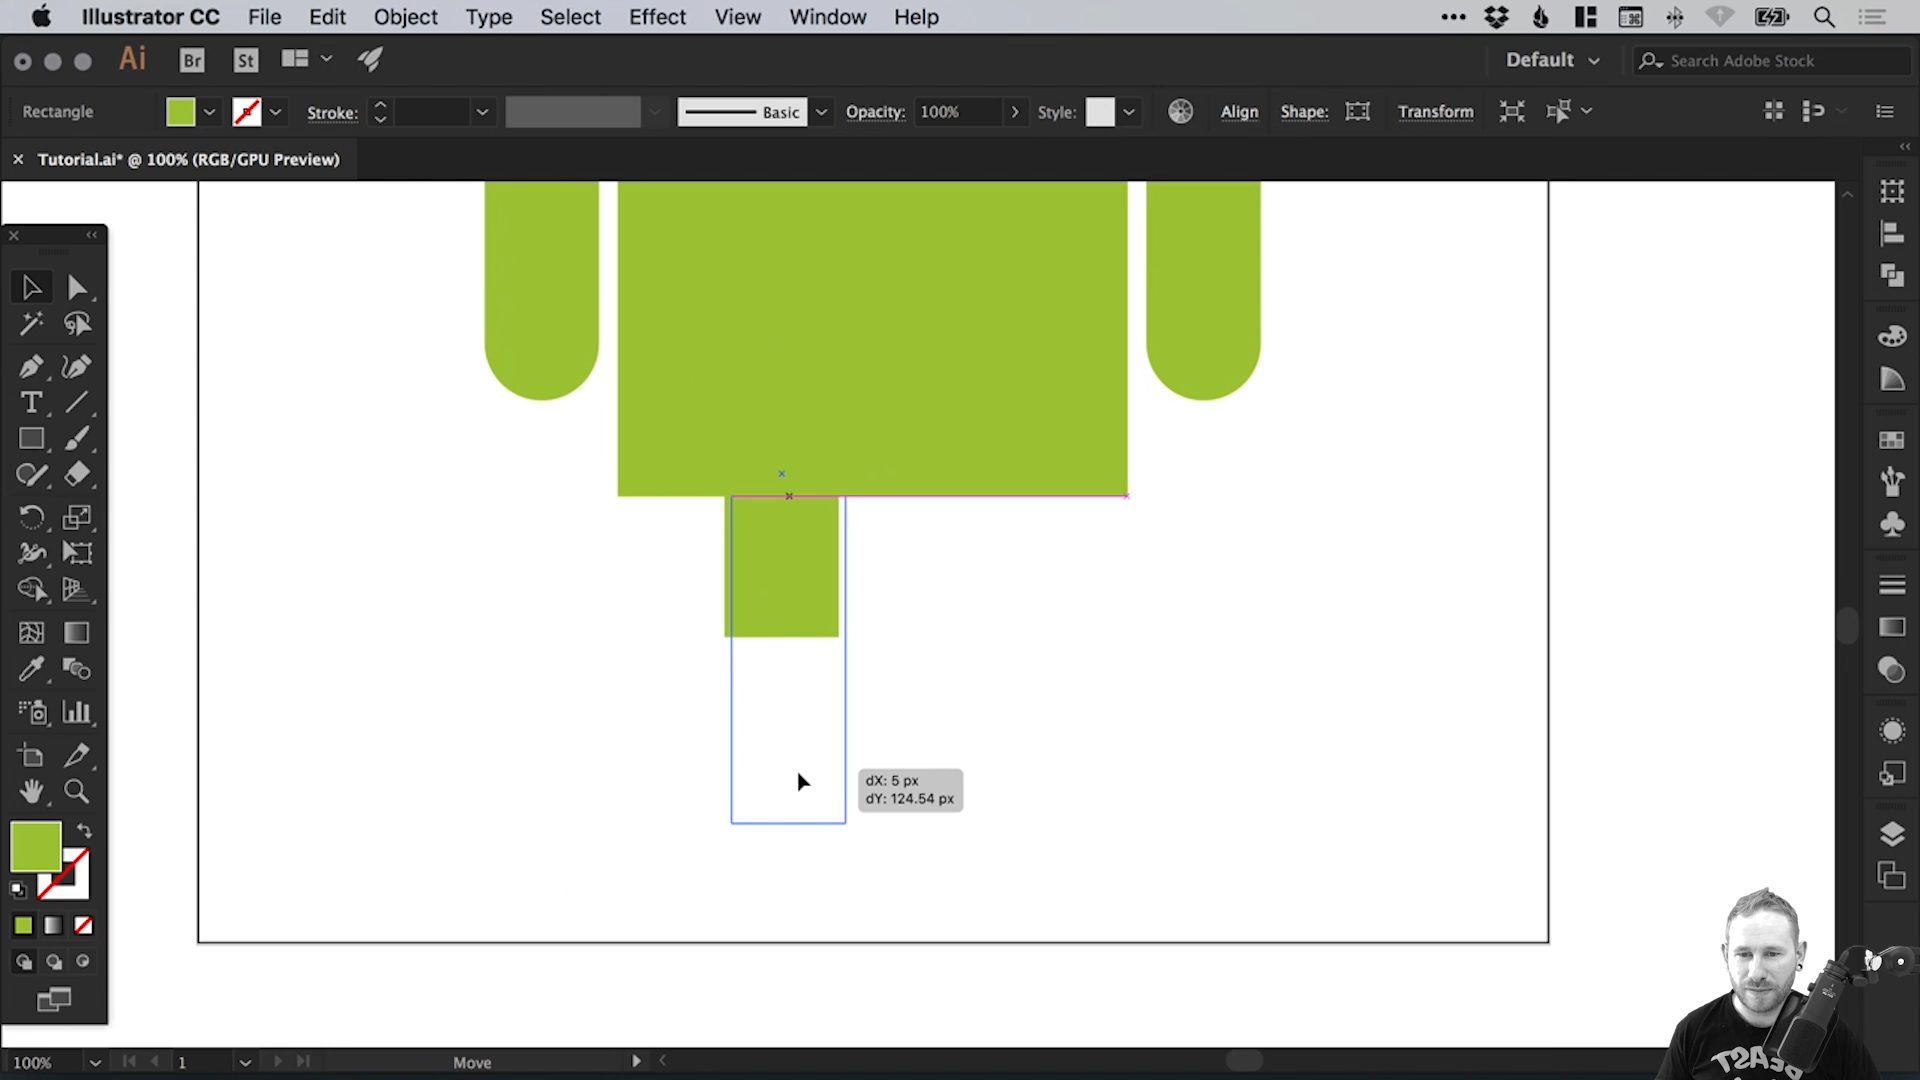 Illustrator CC File Edit Object Type Select Effect View Window Help
Ai Br St Default Search Adobe Stock
Rectangle Stroke: Basic Opacity: 100% Style: Align Shape: Transform
Tutorial.ai* @ 100% (RGB/GPU Preview)
dX: 5 px
dY: 124.54 px
100% 1 Move